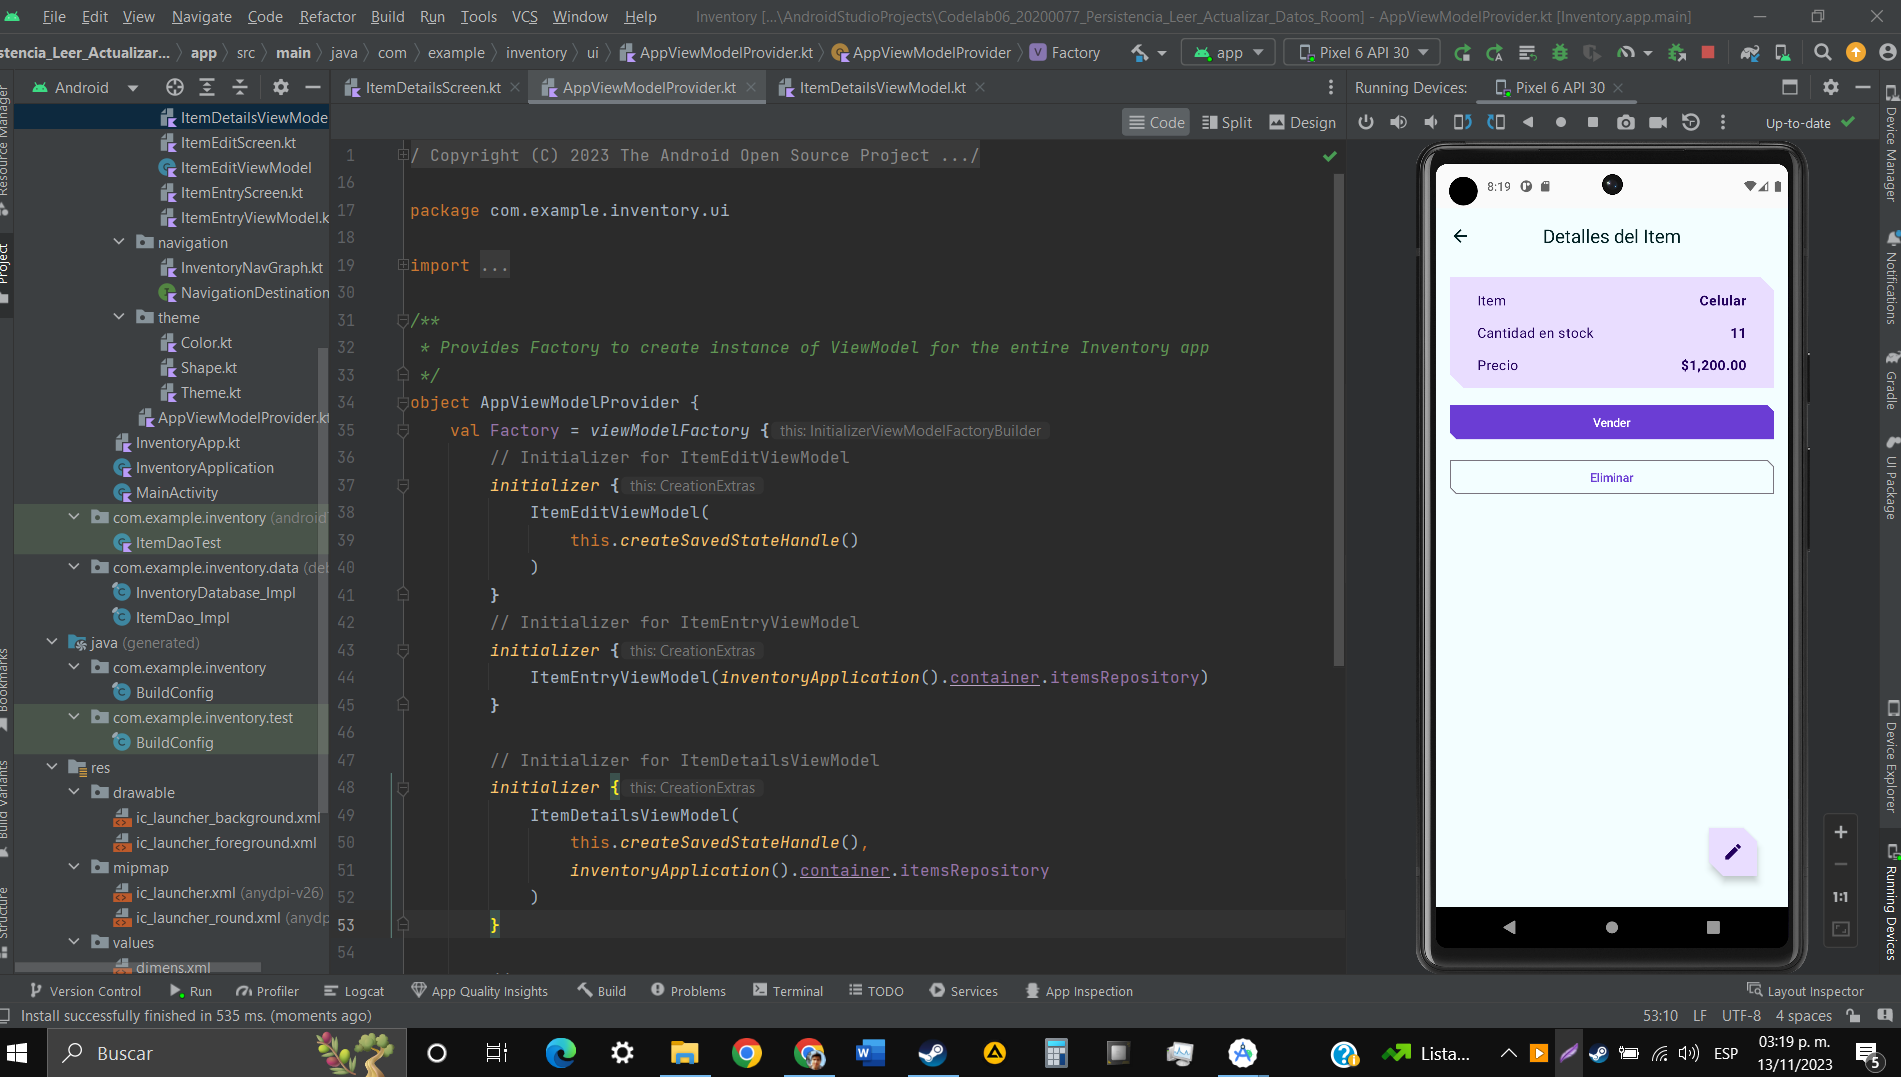 File Edit View Navigate Code Refactor Build Run Tools VCS Window Help Inventory [...\AndroidStudioProjects\Codelab06_20200077_Persistencia_Leer_Actualizar_Datos_Room] - AppViewModelProvider.kt [Inventory.app.main]
stencia_Leer_Actualizar... app src main java com example inventory ui AppViewModelProvider.kt AppViewModelProvider Factory app Pixel 6 API 30
Android ItemDetailsScreen.kt AppViewModelProvider.kt ItemDetailsViewModel.kt Running Devices: Pixel 6 API 30
Code Split Design Up-to-date
Resource Manager
Project
Bookmarks
Build Variants
Structure
ItemDetailsViewMode
ItemEditScreen.kt
ItemEditViewModel
ItemEntryScreen.kt
ItemEntryViewModel.k
navigation
InventoryNavGraph.kt
NavigationDestination
theme
Color.kt
Shape.kt
Theme.kt
AppViewModelProvider.kt
InventoryApp.kt
InventoryApplication
MainActivity
com.example.inventory (android
ItemDaoTest
com.example.inventory.data (deb
InventoryDatabase_Impl
ItemDao_Impl
java (generated)
com.example.inventory
BuildConfig
com.example.inventory.test
BuildConfig
res
drawable
ic_launcher_background.xml
ic_launcher_foreground.xml
mipmap
ic_launcher.xml (anydpi-v26)
ic_launcher_round.xml (anydp
values
dimens.xml
1 / Copyright (C) 2023 The Android Open Source Project .../
16
17 package com.example.inventory.ui
18
19 import ...
30
31 /**
32 * Provides Factory to create instance of ViewModel for the entire Inventory app
33 */
34 object AppViewModelProvider {
35 val Factory = viewModelFactory { this: InitializerViewModelFactoryBuilder
36 // Initializer for ItemEditViewModel
37 initializer { this: CreationExtras
38 ItemEditViewModel(
39 this.createSavedStateHandle()
40 )
41 }
42 // Initializer for ItemEntryViewModel
43 initializer { this: CreationExtras
44 ItemEntryViewModel(inventoryApplication().container.itemsRepository)
45 }
46
47 // Initializer for ItemDetailsViewModel
48 initializer { this: CreationExtras
49 ItemDetailsViewModel(
50 this.createSavedStateHandle(),
51 inventoryApplication().container.itemsRepository
52 )
53 }
54
8:19
Detalles del Item
Item Celular
Cantidad en stock 11
Precio $1,200.00
Vender
Eliminar
1:1
Device Manager
Notifications
Gradle
UI Package
Device Explorer
Running Devices
Version Control Run Profiler Logcat App Quality Insights Build Problems Terminal TODO Services App Inspection Layout Inspector
Install successfully finished in 535 ms. (moments ago) 53:10 LF UTF-8 4 spaces
Buscar Lista... ESP 03:19 p. m.
13/11/2023 5